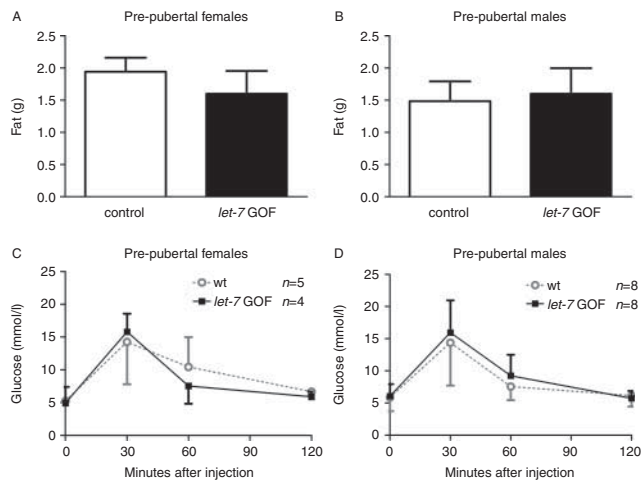 A Pre-pubertal females
Fat (g)
2.5
2.0
1.5
1.0
0.5
0.0
control let-7 GOF
B Pre-pubertal males
Fat (g)
2.5
2.0
1.5
1.0
0.5
0.0
control let-7 GOF
C Pre-pubertal females
Glucose (mmol/l)
25
20
15
10
5
0
wt n=5
let-7 GOF n=4
0 30 60 90 120
Minutes after injection
D Pre-pubertal males
Glucose (mmol/l)
25
20
15
10
5
0
wt n=8
let-7 GOF n=8
0 30 60 90 120
Minutes after injection